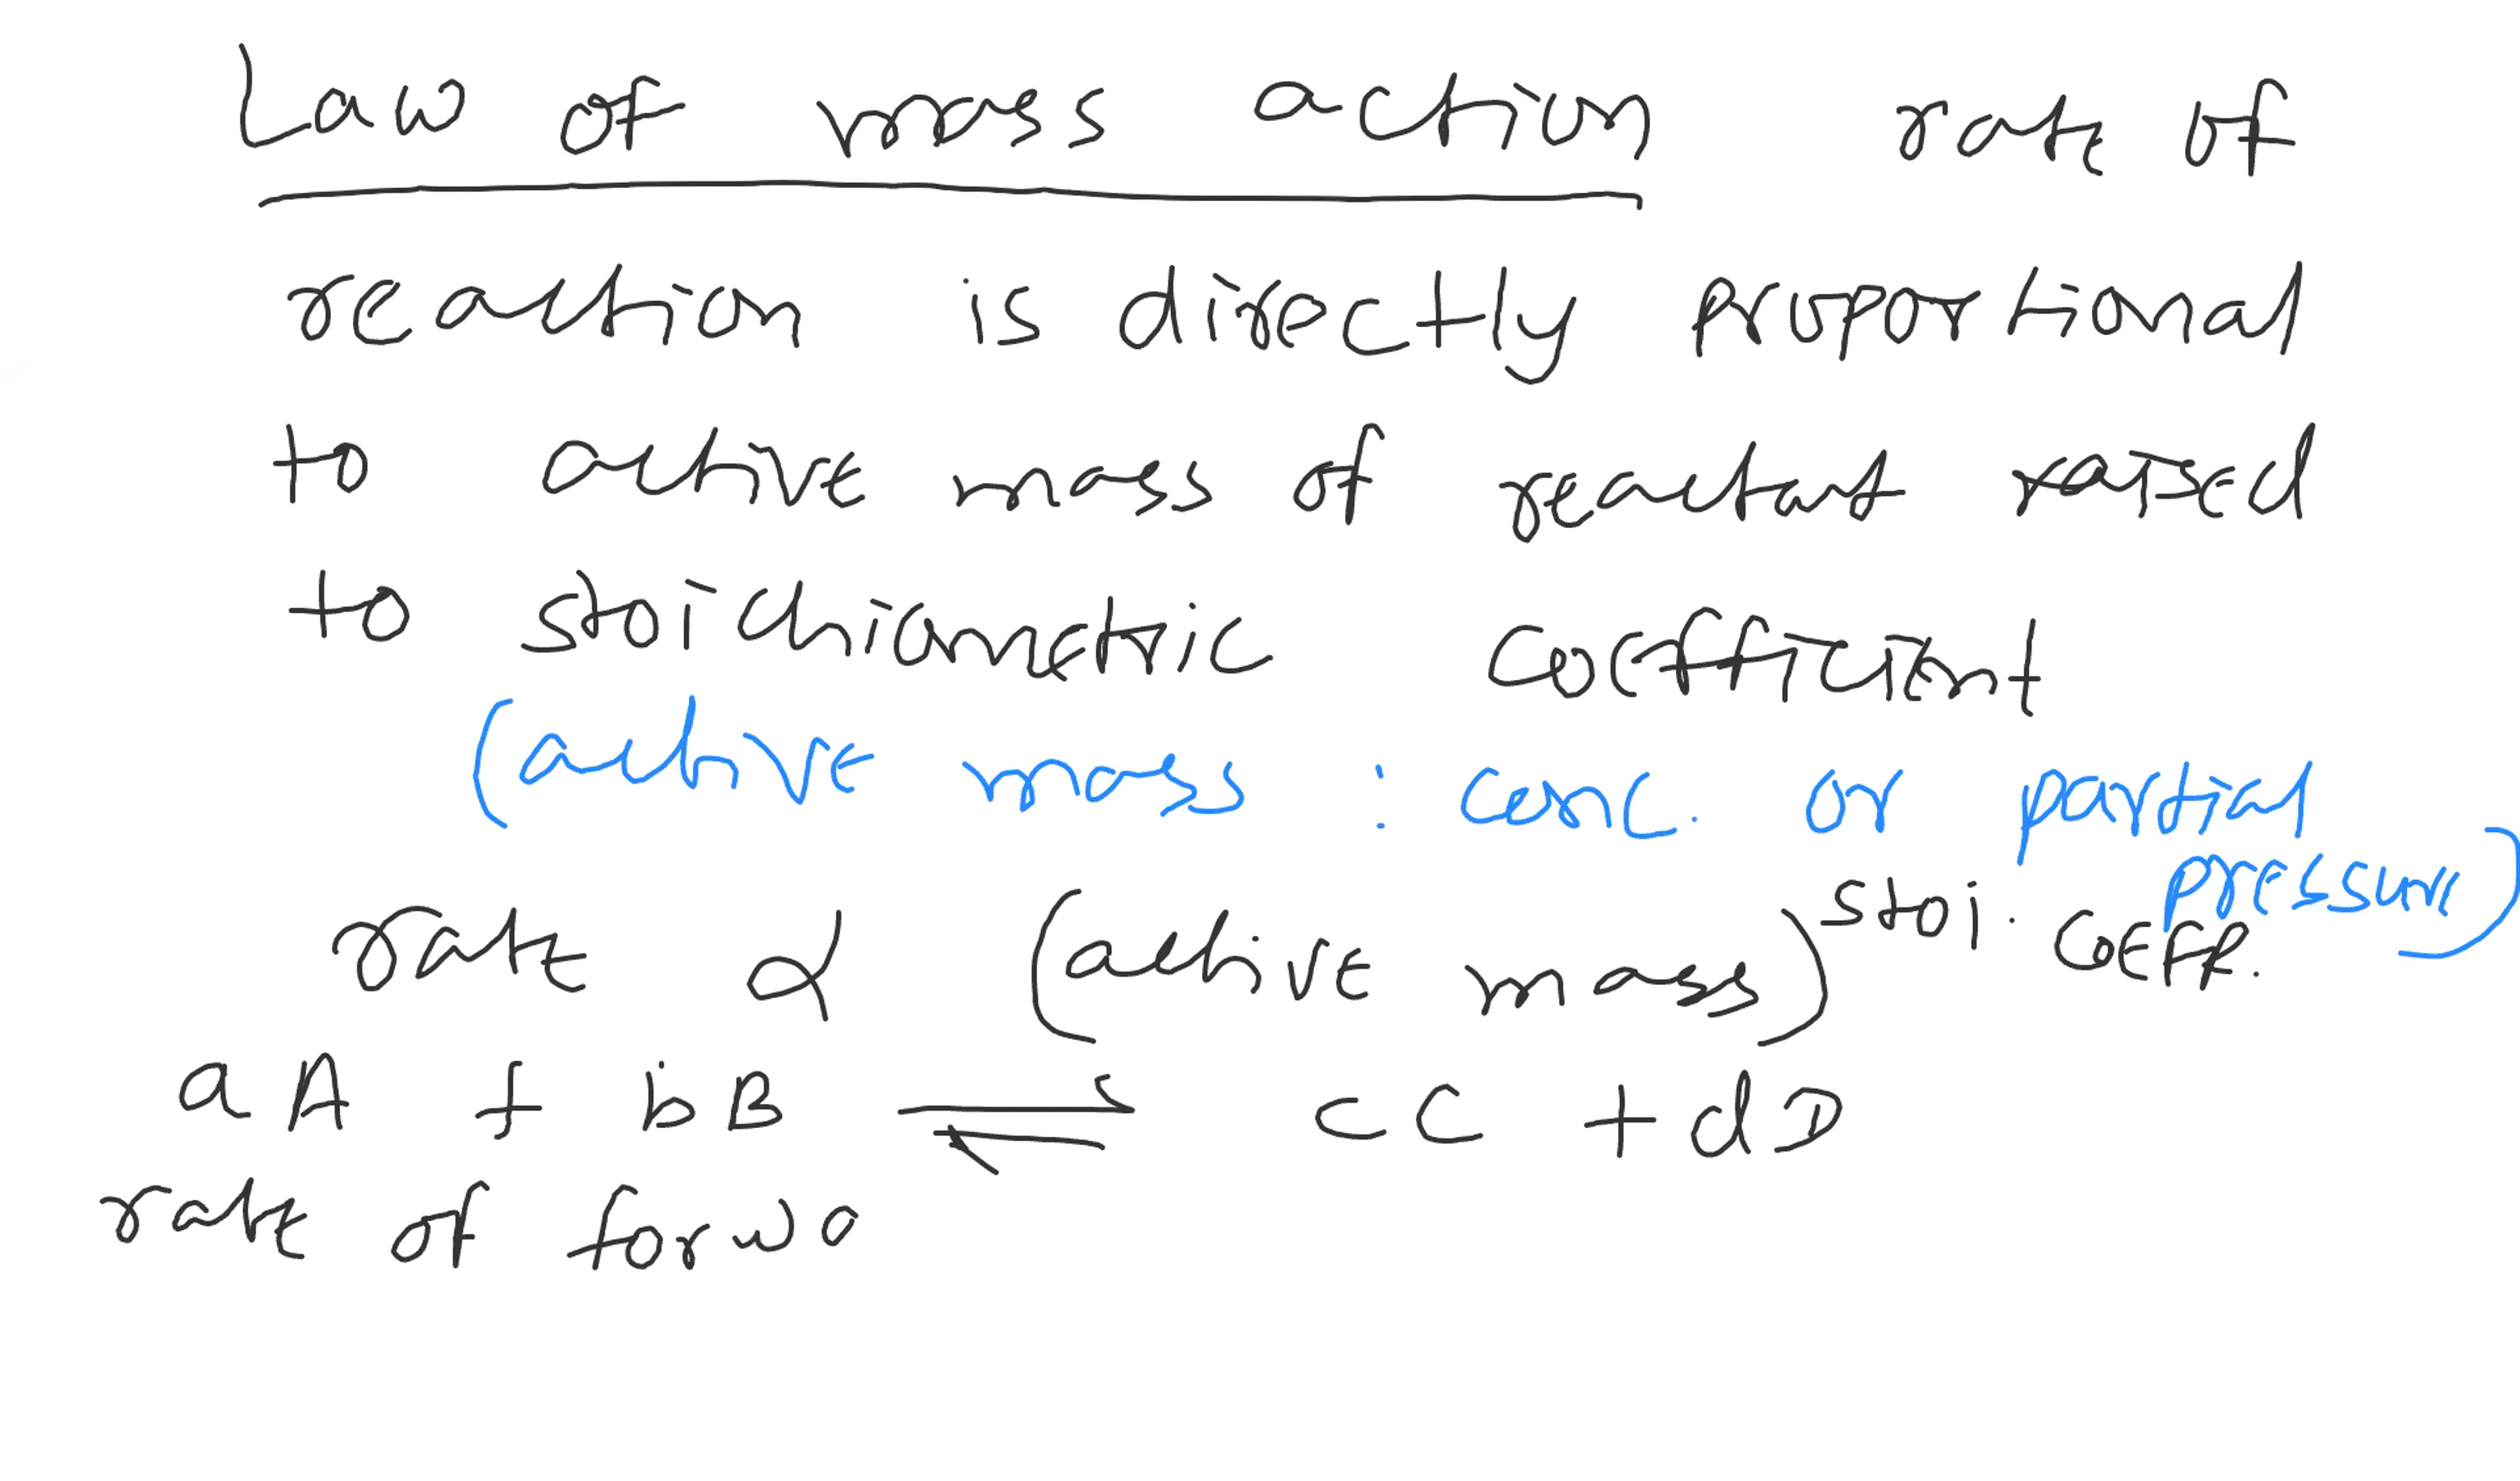 Law of mass action rate of
reaction is directly proportional
to active mass of reactant raised
to stoichiometric coefficient
(active mass : conc. or partial
pressure)
rate ∝ (active mass)^stoi. coeff.
aA + bB ⇌ cC + dD
rate of forwa